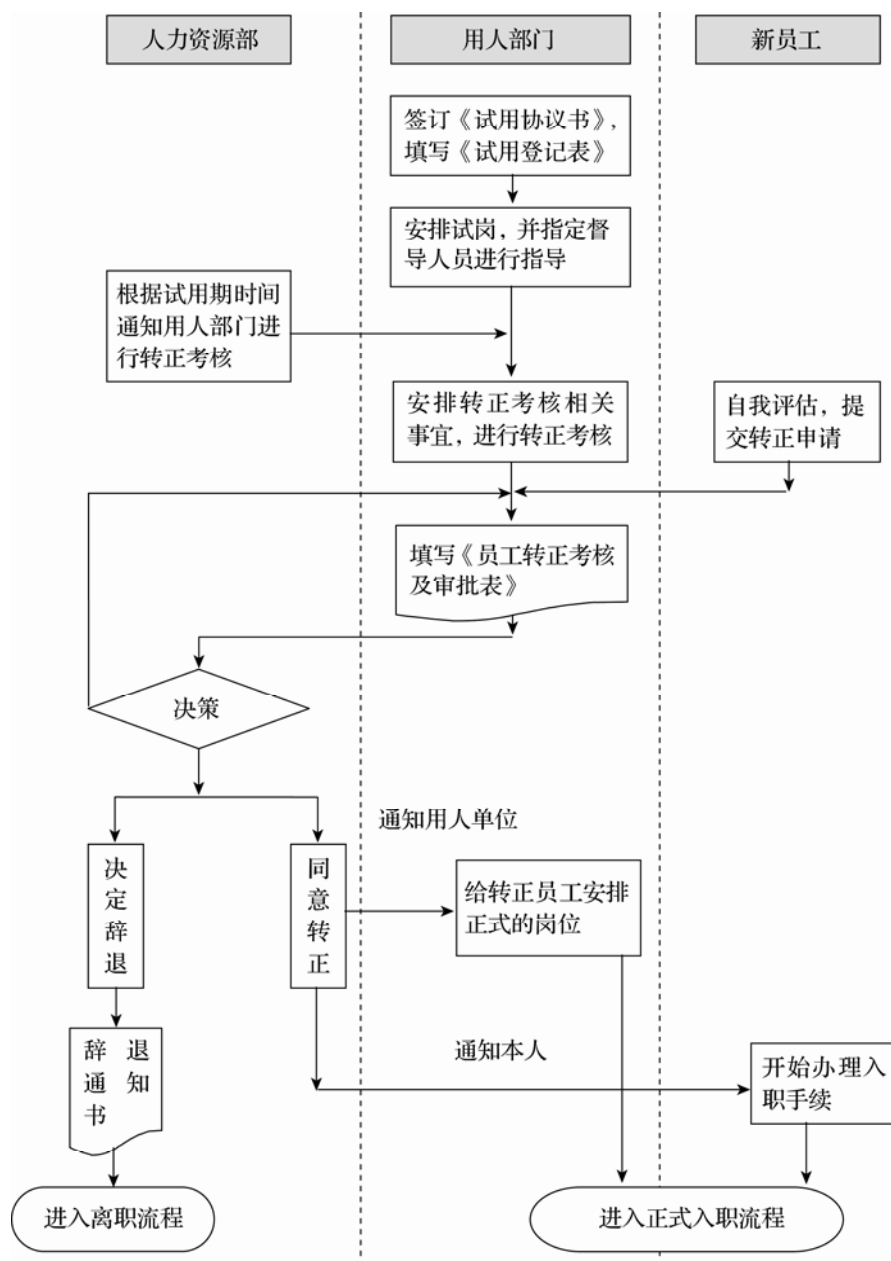 人力资源部
用人部门
新员工
签订《试用协议书》,
填写《试用登记表》
安排试岗，并指定督
导人员进行指导
根据试用期时间
通知用人部门进
行转正考核
安排转正考核相关
事宜，进行转正考核
自我评估，提
交转正申请
填写《员工转正考核
及审批表》
决策
通知用人单位
决
定
辞
退
同
意
转
正
给转正员工安排
正式的岗位
辞 退
通 知
书
通知本人
开始办理入
职手续
进入离职流程
进入正式入职流程